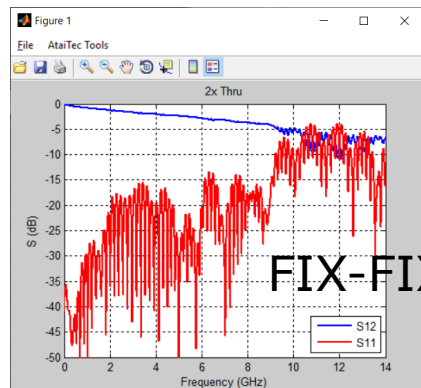 Figure 1
File AtaiTec Tools
2x Thru
0
-5
-10
-15
-20
-25
-30
-35
-40
-45
-50
S (dB)
0 2 4 6 8 10 12 14
Frequency (GHz)
FIX-FIX
S12
S11